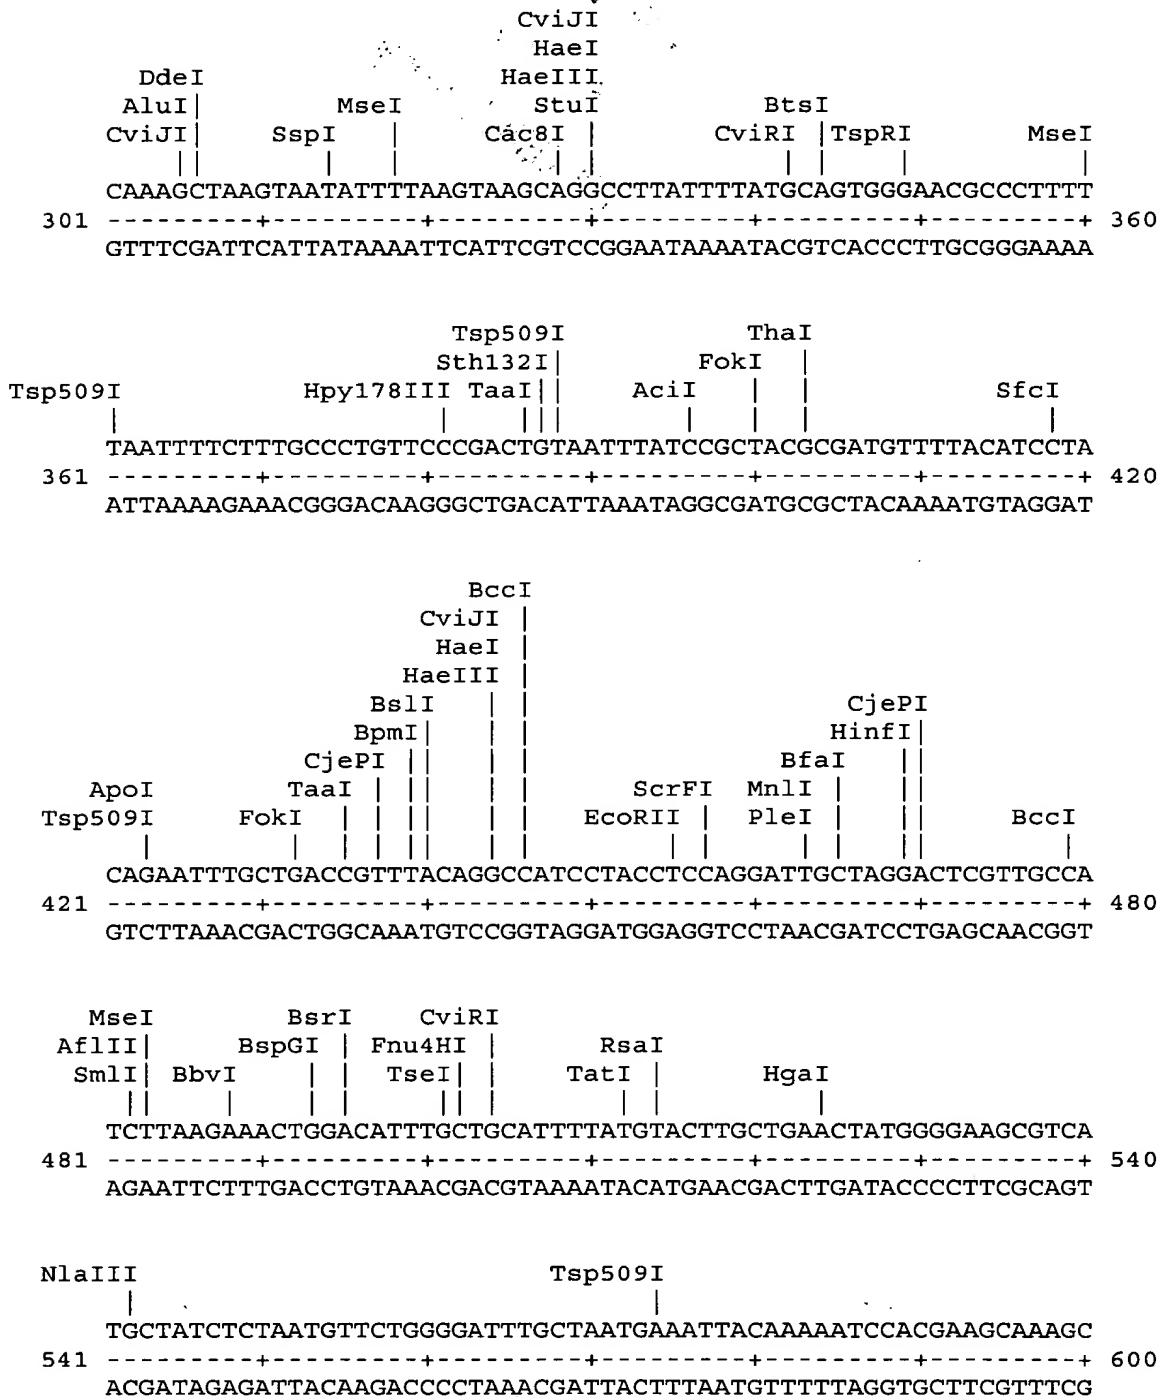 CviJI
HaeI
DdeI HaeIII
AluI| MseI StuI BtsI
CviJI| SspI | Cac8I | CviRI |TspRI MseI
CAAAGCTAAGTAATATTTTAAGTAAGCAGGCCTTATTTTATGCAGTGGGAACGCCCTTTT
301 ---------+---------+---------+---------+---------+---------+ 360
GTTTCGATTCATTATAAAATTCATTCGTCCGGAATAAAATACGTCACCCTTGCGGGAAAA
Tsp509I ThaI
Sth132I| FokI |
Tsp509I Hpy178III TaaI|| AciI | | SfcI
TAATTTTCTTTGCCCTGTTCCCGACTGTAATTTATCCGCTACGCGATGTTTTACATCCTA
361 ---------+---------+---------+---------+---------+---------+ 420
ATTAAAAGAAACGGGACAAGGGCTGACATTAAATAGGCGATGCGCTACAAAATGTAGGAT
BccI
CviJI |
HaeI |
HaeIII |
BslI | | CjePI
BpmI| | | HinfI|
CjePI || | | BfaI ||
ApoI TaaI | || | | ScrFI MnlI | ||
Tsp509I FokI | | || | | EcoRII | PleI | || BccI
CAGAATTTGCTGACCGTTTACAGGCCATCCTACCTCCAGGATTGCTAGGACTCGTTGCCA
421 ---------+---------+---------+---------+---------+---------+ 480
GTCTTAAACGACTGGCAAATGTCCGGTAGGATGGAGGTCCTAACGATCCTGAGCAACGGT
MseI BsrI CviRI
AflII| BspGI | Fnu4HI | RsaI
SmlI| BbvI | | TseI| | TatI | HgaI
TCTTAAGAAACTGGACATTTGCTGCATTTTATGTACTTGCTGAACTATGGGGAAGCGTCA
481 ---------+---------+---------+---------+---------+---------+ 540
AGAATTCTTTGACCTGTAAACGACGTAAAATACATGAACGACTTGATACCCCTTCGCAGT
NlaIII Tsp509I
TGCTATCTCTAATGTTCTGGGGATTTGCTAATGAAATTACAAAAATCCACGAAGCAAAGC
541 ---------+---------+---------+---------+---------+---------+ 600
ACGATAGAGATTACAAGACCCCTAAACGATTACTTTAATGTTTTTAGGTGCTTCGTTTCG